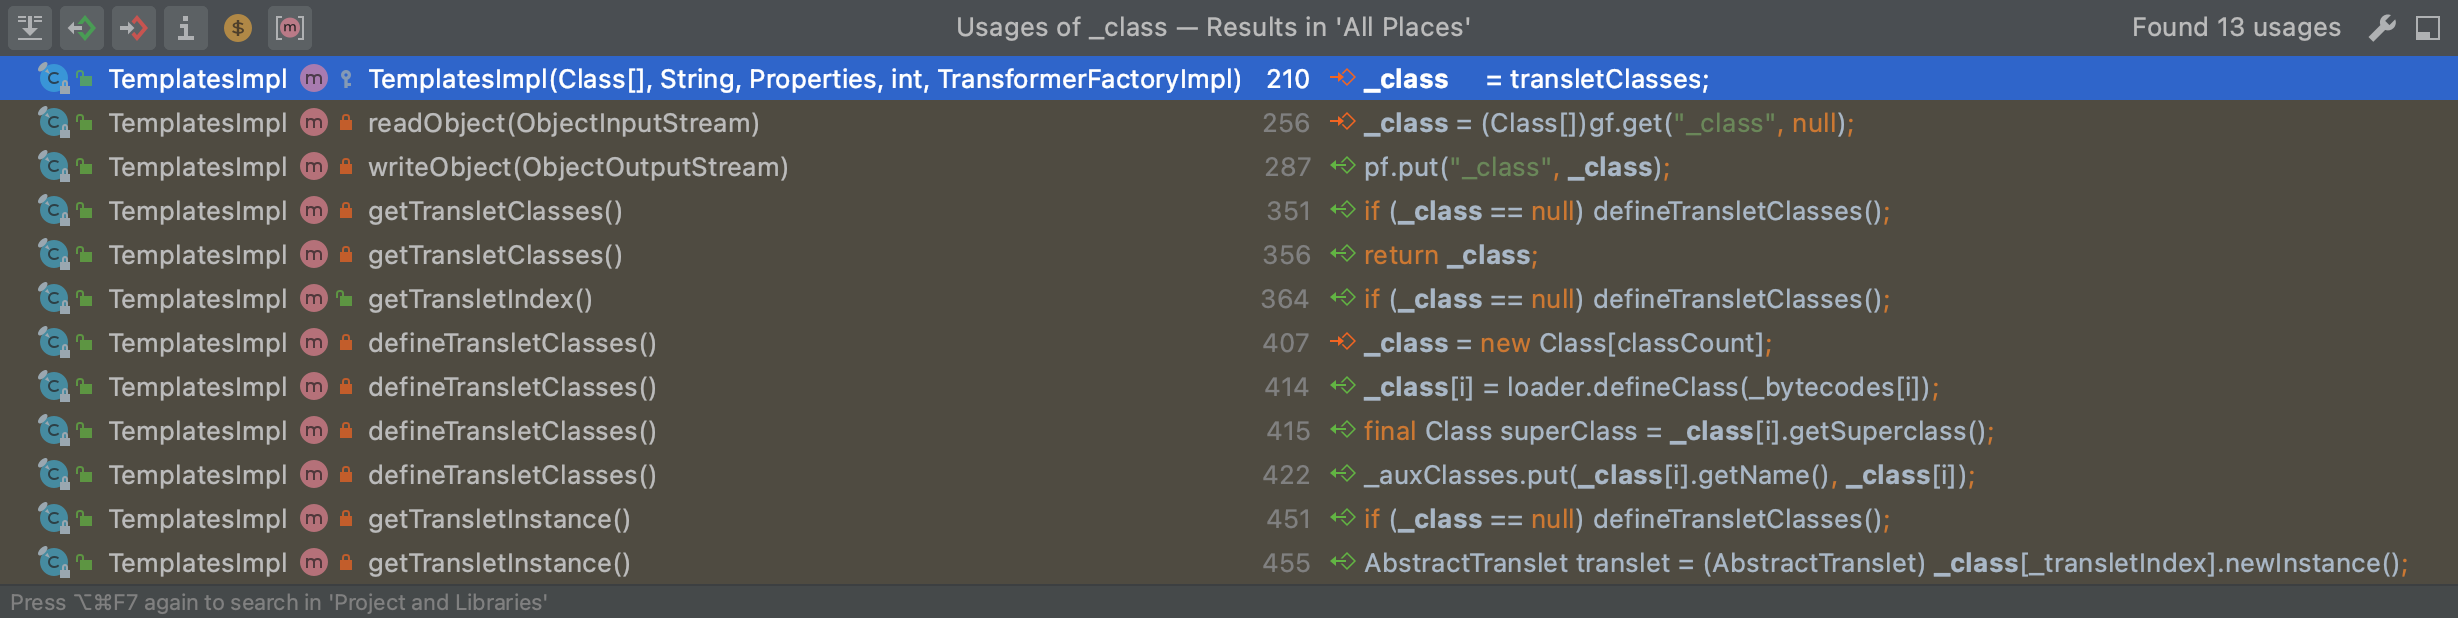 Usages of _class — Results in 'All Places' Found 13 usages
TemplatesImpl m TemplatesImpl(Class[], String, Properties, int, TransformerFactoryImpl) 210 _class = transletClasses;
TemplatesImpl m readObject(ObjectInputStream) 256 _class = (Class[])gf.get("_class", null);
TemplatesImpl m writeObject(ObjectOutputStream) 287 pf.put("_class", _class);
TemplatesImpl m getTransletClasses() 351 if (_class == null) defineTransletClasses();
TemplatesImpl m getTransletClasses() 356 return _class;
TemplatesImpl m getTransletIndex() 364 if (_class == null) defineTransletClasses();
TemplatesImpl m defineTransletClasses() 407 _class = new Class[classCount];
TemplatesImpl m defineTransletClasses() 414 _class[i] = loader.defineClass(_bytecodes[i]);
TemplatesImpl m defineTransletClasses() 415 final Class superClass = _class[i].getSuperclass();
TemplatesImpl m defineTransletClasses() 422 _auxClasses.put(_class[i].getName(), _class[i]);
TemplatesImpl m getTransletInstance() 451 if (_class == null) defineTransletClasses();
TemplatesImpl m getTransletInstance() 455 AbstractTranslet translet = (AbstractTranslet) _class[_transletIndex].newInstance();
Press ⌥⌘F7 again to search in 'Project and Libraries'